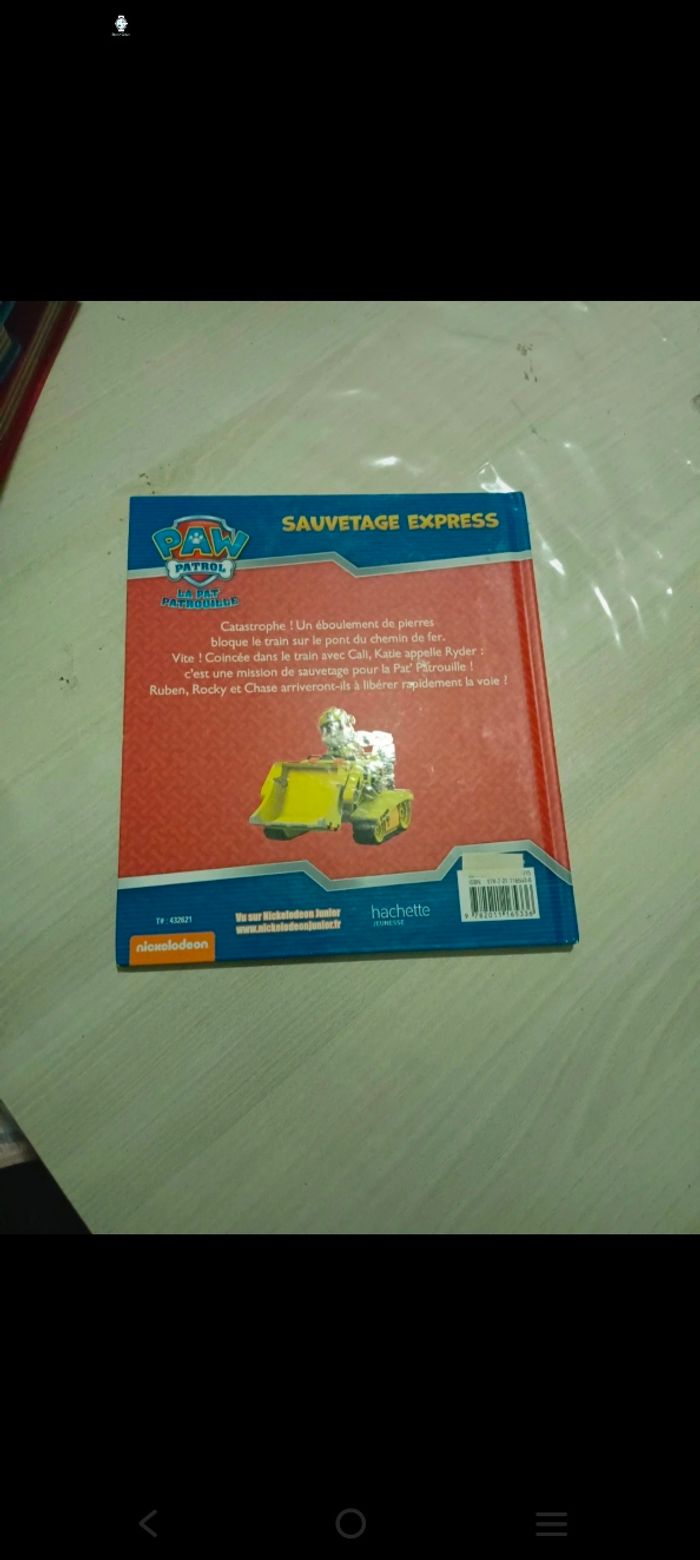 SAUVETAGE EXPRESS
PAW
PATROL
LA PAT'
PATROUILLE
Catastrophe ! Un éboulement de pierres
bloque le train sur le pont du chemin de fer.
Vite ! Coincée dans le train avec Cali, Katie appelle Ryder :
c'est une mission de sauvetage pour la Pat' Patrouille !
Ruben, Rocky et Chase arriveront-ils à libérer rapidement la voie ?
T# : 432621
Vu sur Nickelodeon Junior
www.nickelodeonjunior.fr
hachette
JEUNESSE
nickelodeon
ISBN
9 782011 165336